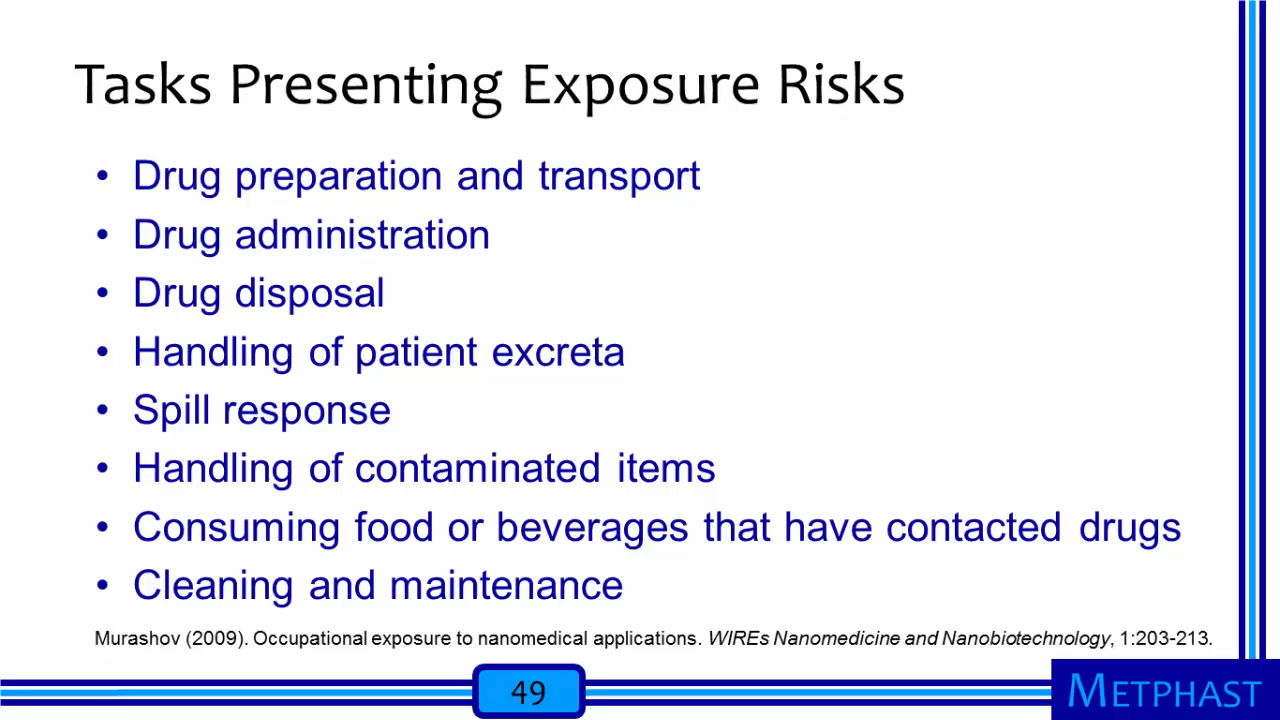 Tasks Presenting Exposure Risks
• Drug preparation and transport
• Drug administration
• Drug disposal
• Handling of patient excreta
• Spill response
• Handling of contaminated items
• Consuming food or beverages that have contacted drugs
• Cleaning and maintenance
Murashov (2009). Occupational exposure to nanomedical applications. WIREs Nanomedicine and Nanobiotechnology, 1:203-213.
49
METPHAST